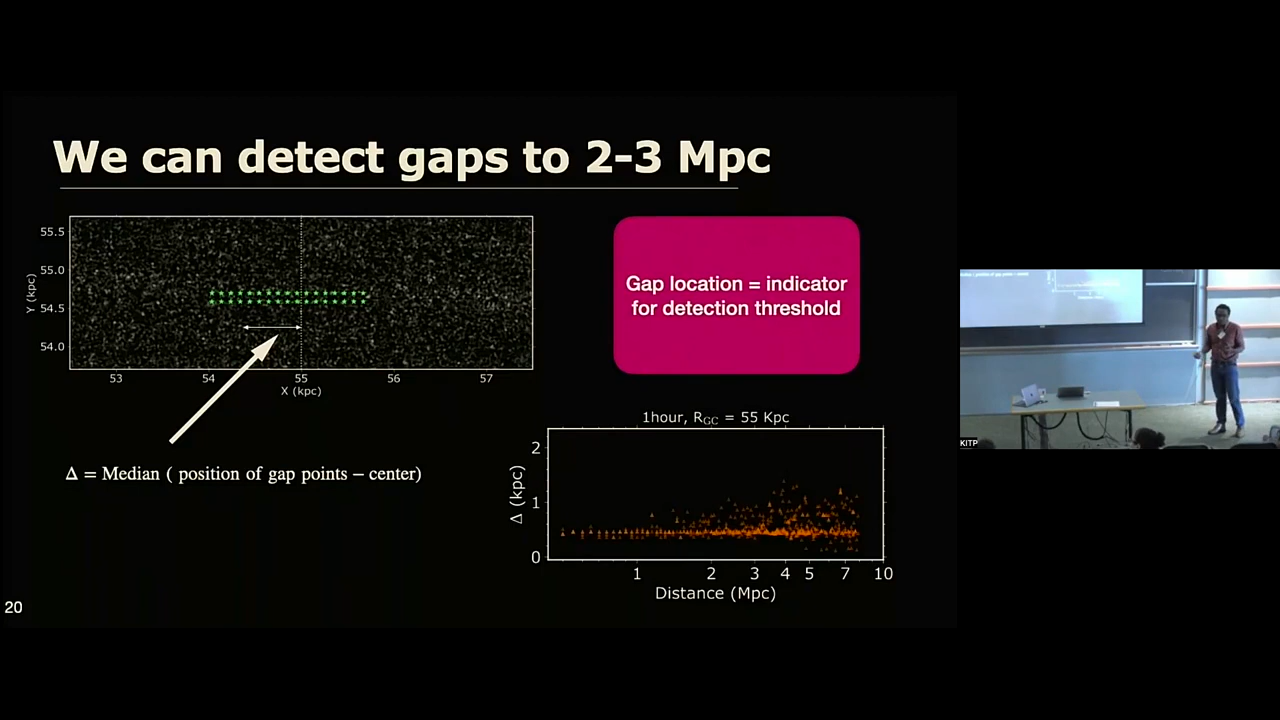 We can detect gaps to 2-3 Mpc
55.5
55.0
54.5
54.0
Y (kpc)
53
54
55
56
57
X (kpc)
Gap location = indicator
for detection threshold
Δ = Median ( position of gap points − center)
1hour, R_GC = 55 Kpc
2
1
0
Δ (kpc)
1
2
3
4
5
7
10
Distance (Mpc)
20
KITP